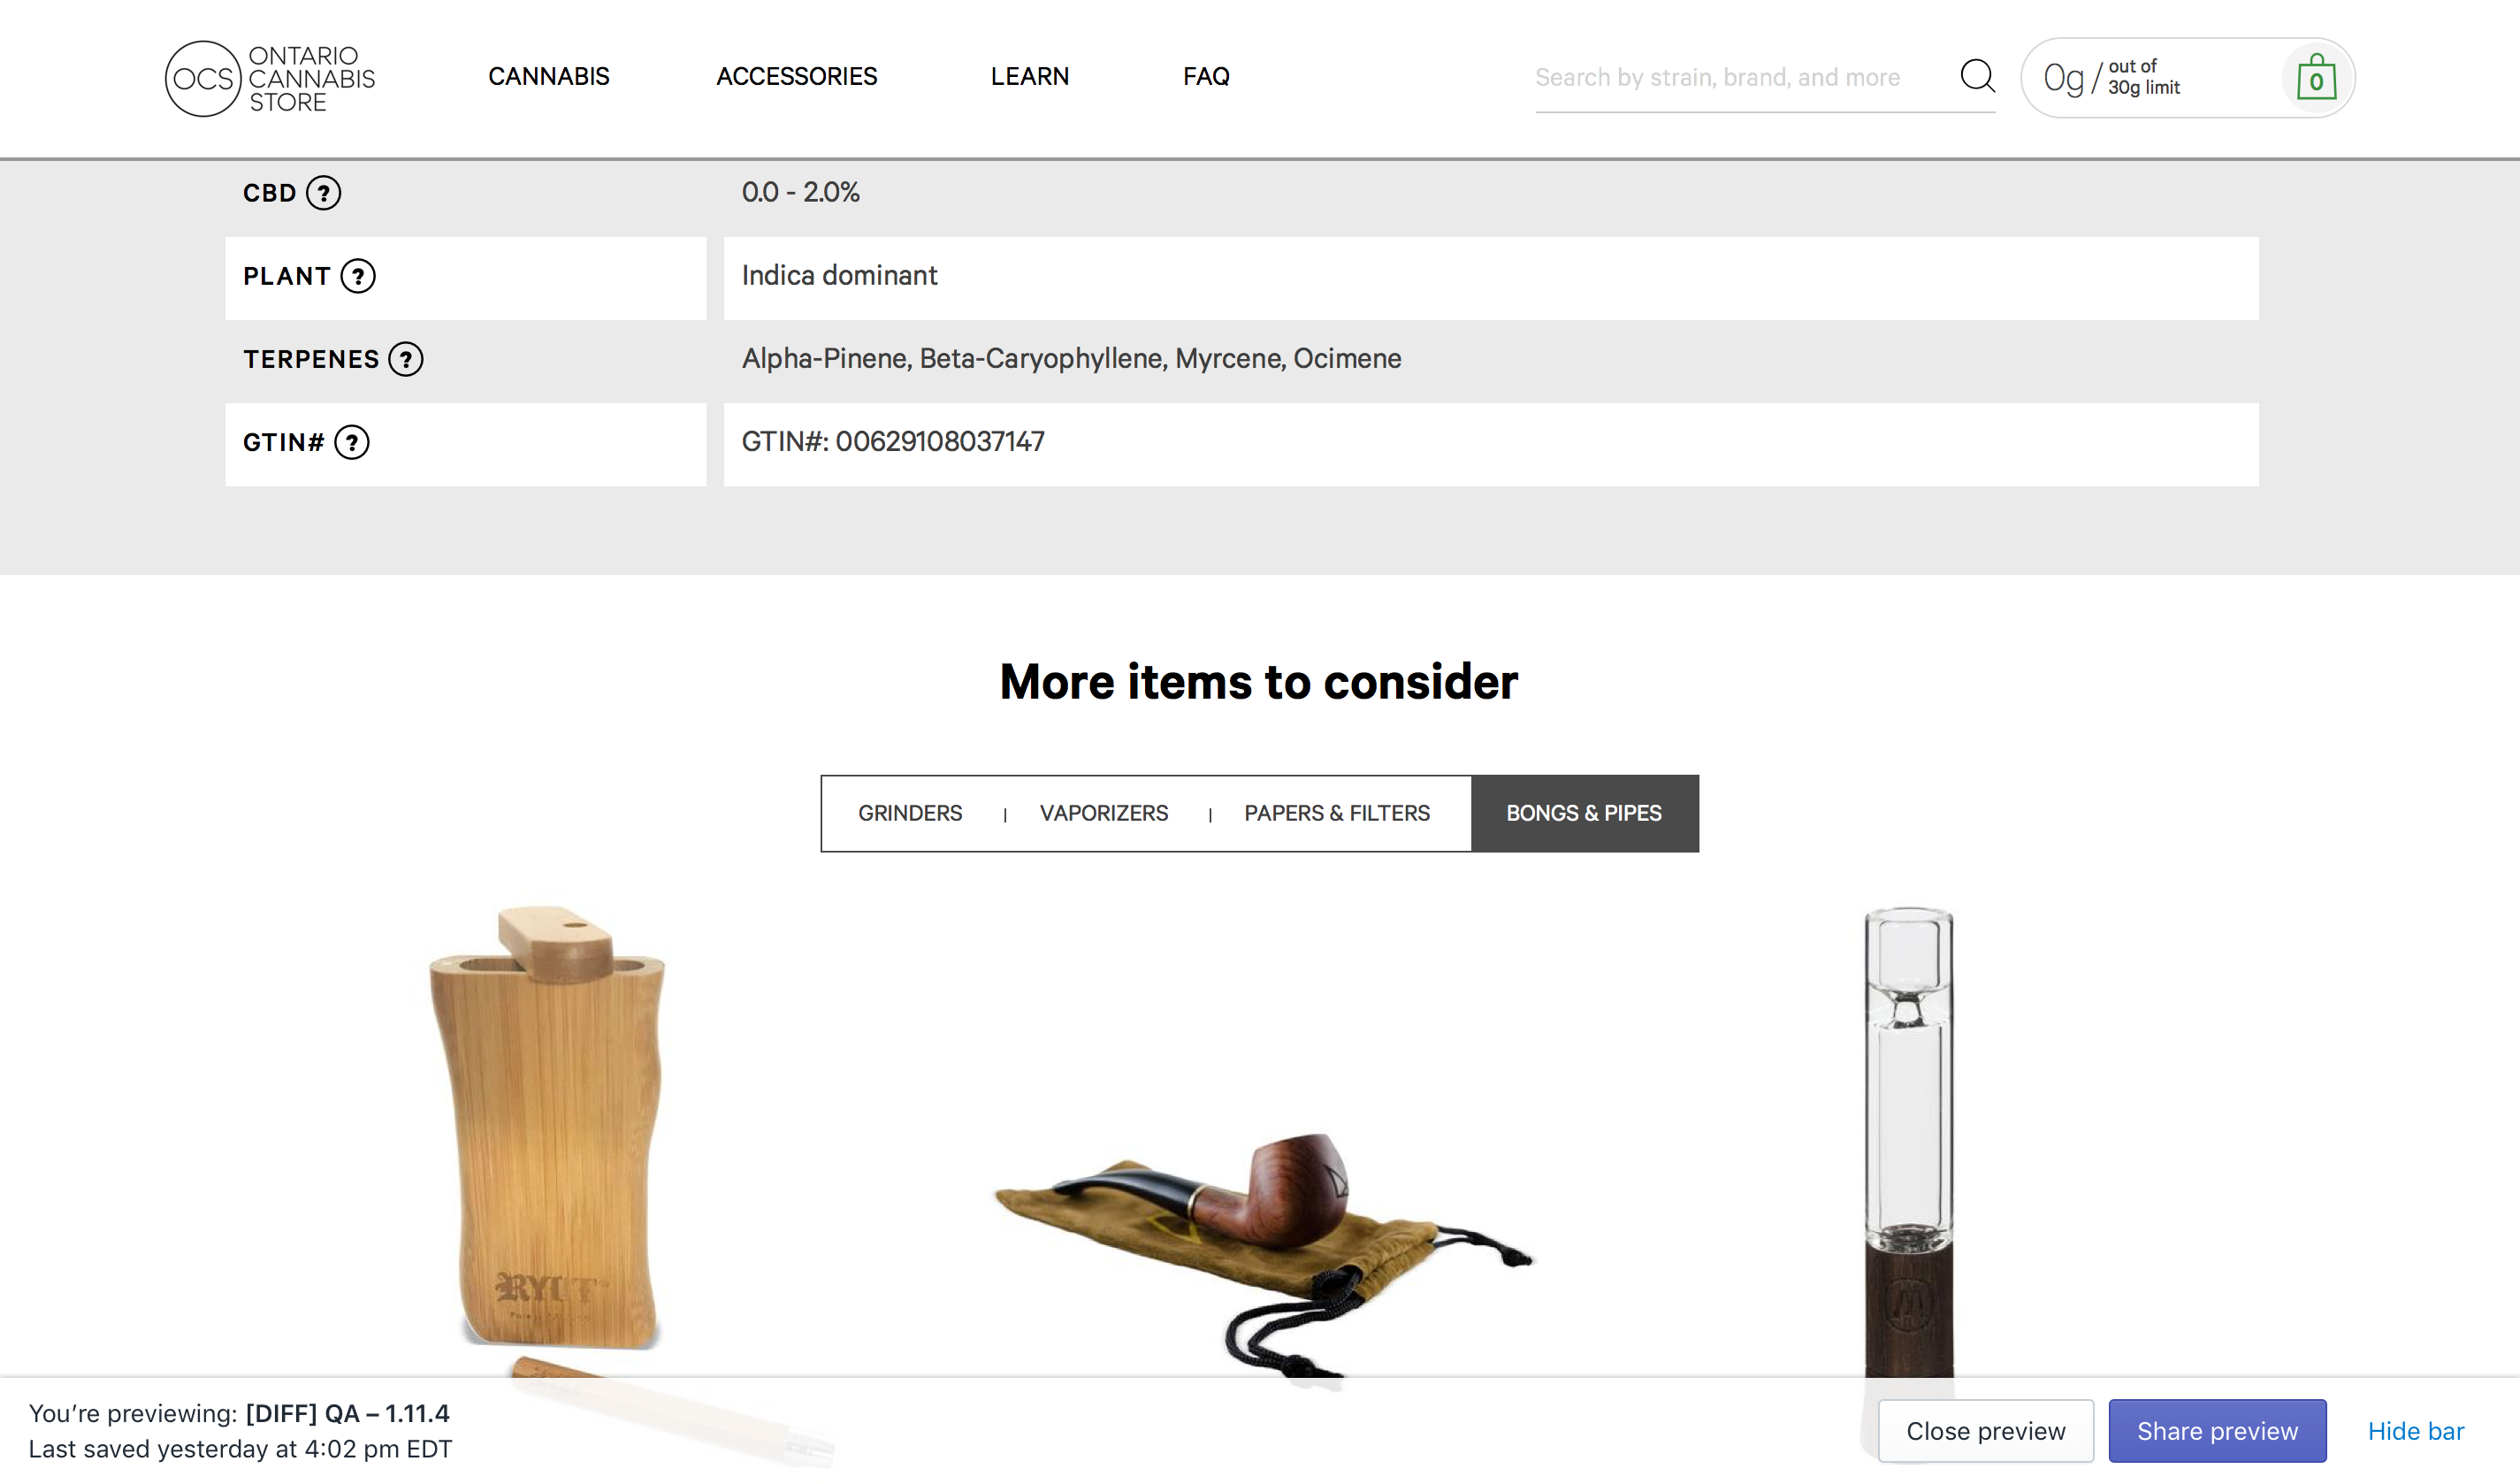 OCS ONTARIO
CANNABIS
STORE
CANNABIS
ACCESSORIES
LEARN
FAQ
Search by strain, brand, and more
0g / out of
30g limit
0
CBD ?
0.0 - 2.0%
PLANT ?
Indica dominant
TERPENES ?
Alpha-Pinene, Beta-Caryophyllene, Myrcene, Ocimene
GTIN# ?
GTIN#: 00629108037147
More items to consider
GRINDERS | VAPORIZERS | PAPERS & FILTERS BONGS & PIPES
RYOT
You’re previewing: [DIFF] QA – 1.11.4
Last saved yesterday at 4:02 pm EDT
Close preview
Share preview
Hide bar